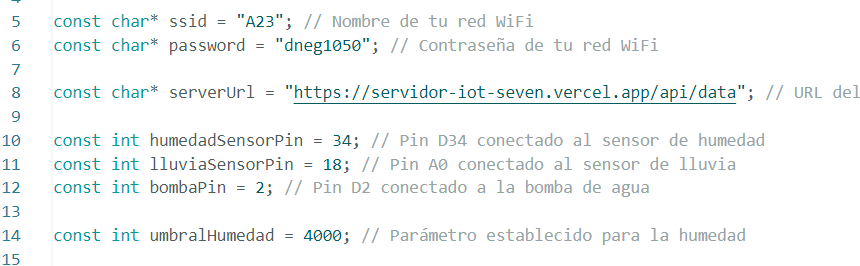 5 const char* ssid = "A23"; // Nombre de tu red WiFi
6 const char* password = "dneg1050"; // Contraseña de tu red WiFi
7
8 const char* serverUrl = "https://servidor-iot-seven.vercel.app/api/data"; // URL del
9
10 const int humedadSensorPin = 34; // Pin D34 conectado al sensor de humedad
11 const int lluviaSensorPin = 18; // Pin A0 conectado al sensor de lluvia
12 const int bombaPin = 2; // Pin D2 conectado a la bomba de agua
13
14 const int umbralHumedad = 4000; // Parámetro establecido para la humedad
15